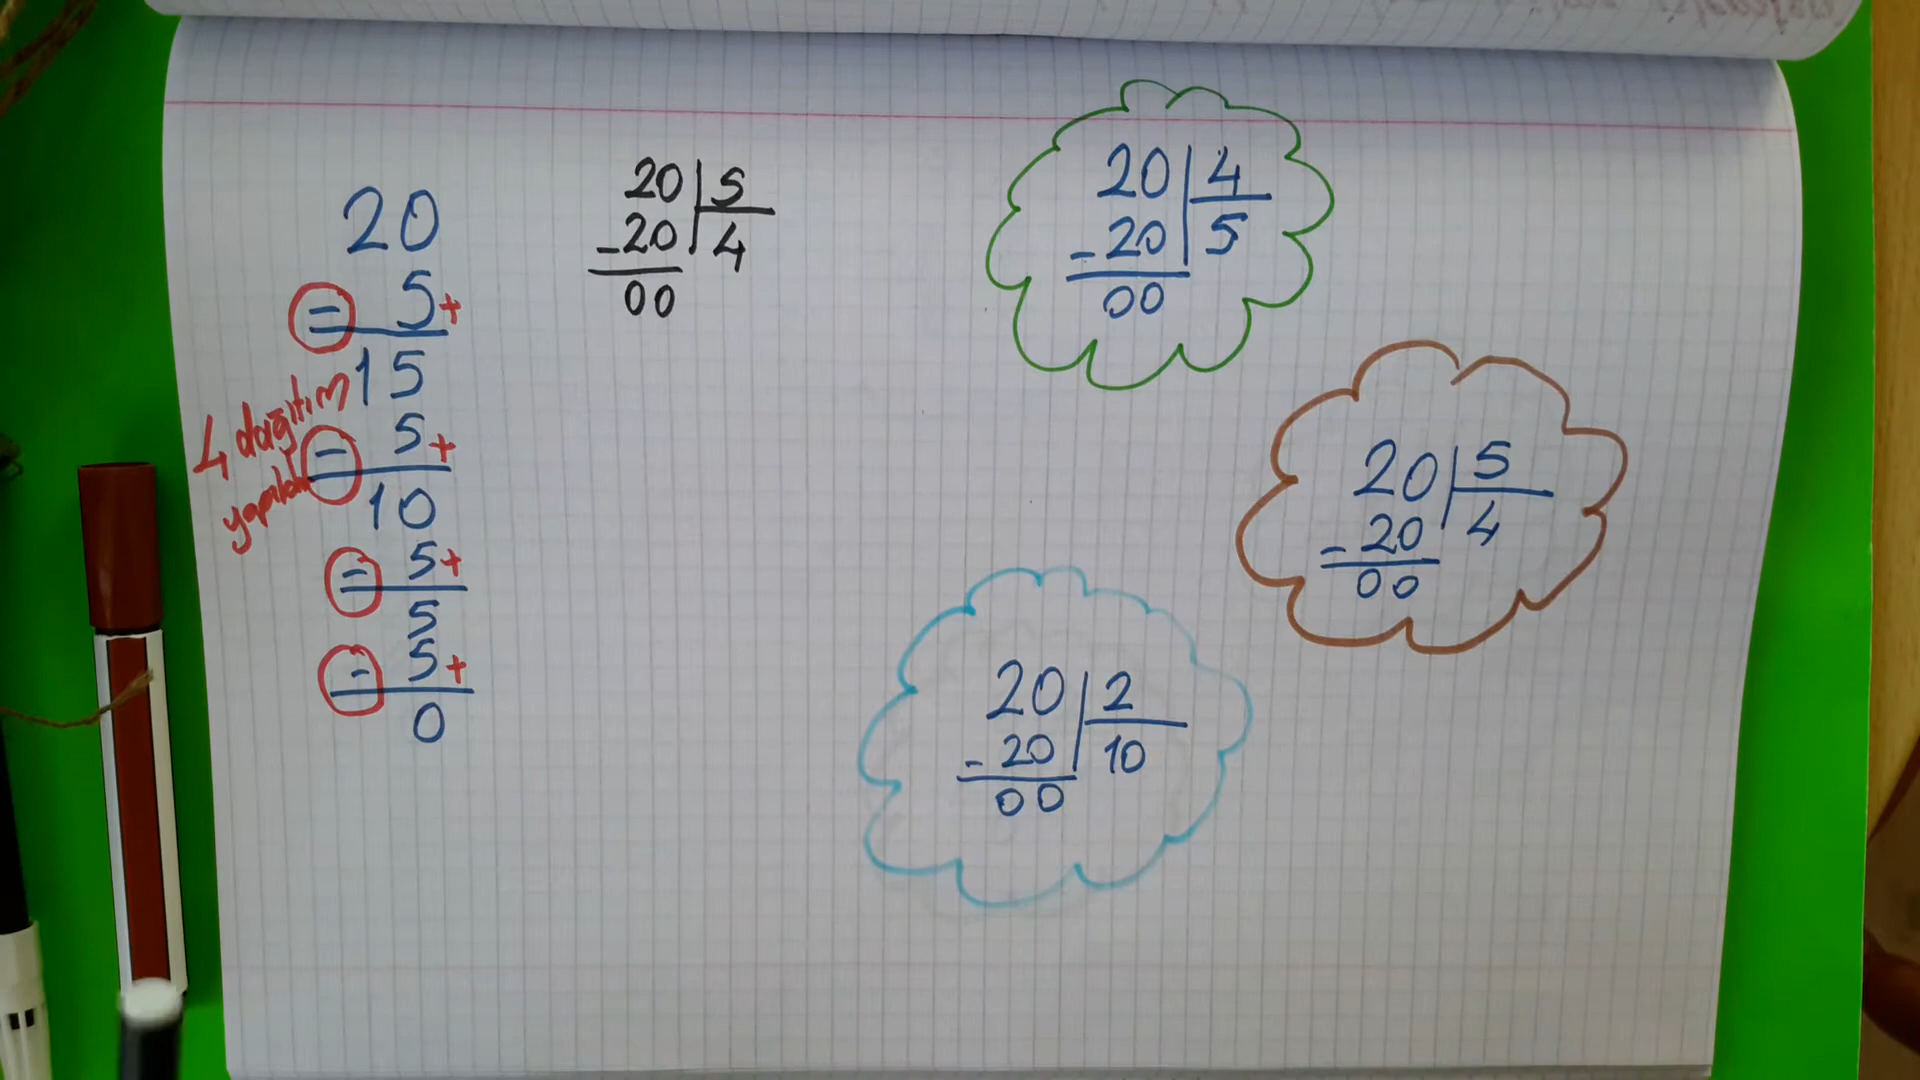 20
- 5 +
15
- 5 +
10
- 5 +
5
- 5 +
0
4 dağıtım
yapıldı
20 | 5
-20 | 4
00
20 | 4
-20 | 5
00
20 | 5
-20 | 4
00
20 | 2
-20 | 10
00